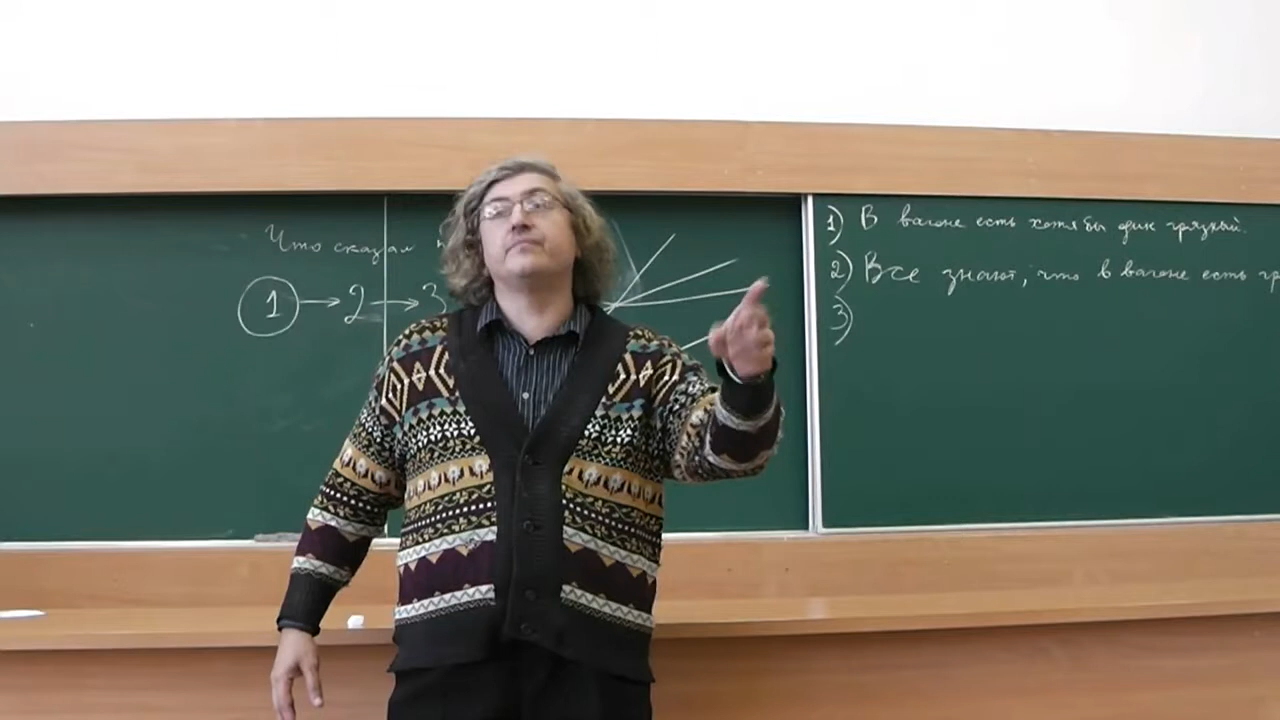 Что сказал
1 → 2 → 3
1) В вагоне есть хотя бы один грязный.
2) Все знают, что в вагоне есть гр
3)